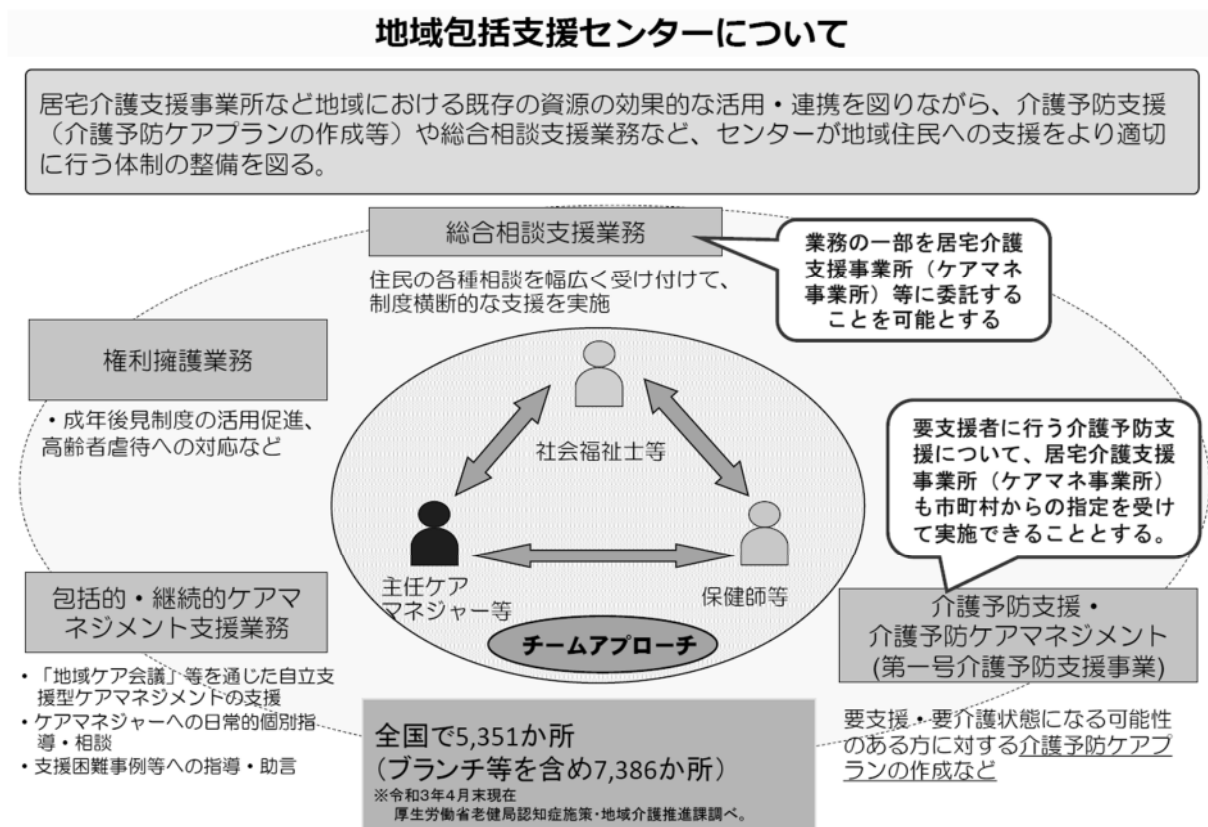 地域包括支援センターについて
居宅介護支援事業所など地域における既存の資源の効果的な活用・連携を図りながら、介護予防支援
（介護予防ケアプランの作成等）や総合相談支援業務など、センターが地域住民への支援をより適切
に行う体制の整備を図る。
総合相談支援業務
住民の各種相談を幅広く受け付けて、
制度横断的な支援を実施
業務の一部を居宅介護
支援事業所（ケアマネ
事業所）等に委託する
ことを可能とする
権利擁護業務
・成年後見制度の活用促進、
高齢者虐待への対応など
社会福祉士等
主任ケア
マネジャー等
保健師等
チームアプローチ
要支援者に行う介護予防支
援について、居宅介護支援
事業所（ケアマネ事業所）
も市町村からの指定を受け
て実施できることとする。
包括的・継続的ケアマ
ネジメント支援業務
・「地域ケア会議」等を通じた自立支
援型ケアマネジメントの支援
・ケアマネジャーへの日常的個別指
導・相談
・支援困難事例等への指導・助言
介護予防支援・
介護予防ケアマネジメント
(第一号介護予防支援事業)
要支援・要介護状態になる可能性
のある方に対する介護予防ケアプ
ランの作成など
全国で5,351か所
（ブランチ等を含め7,386か所）
※令和3年4月末現在
厚生労働省老健局認知症施策・地域介護推進課調べ。